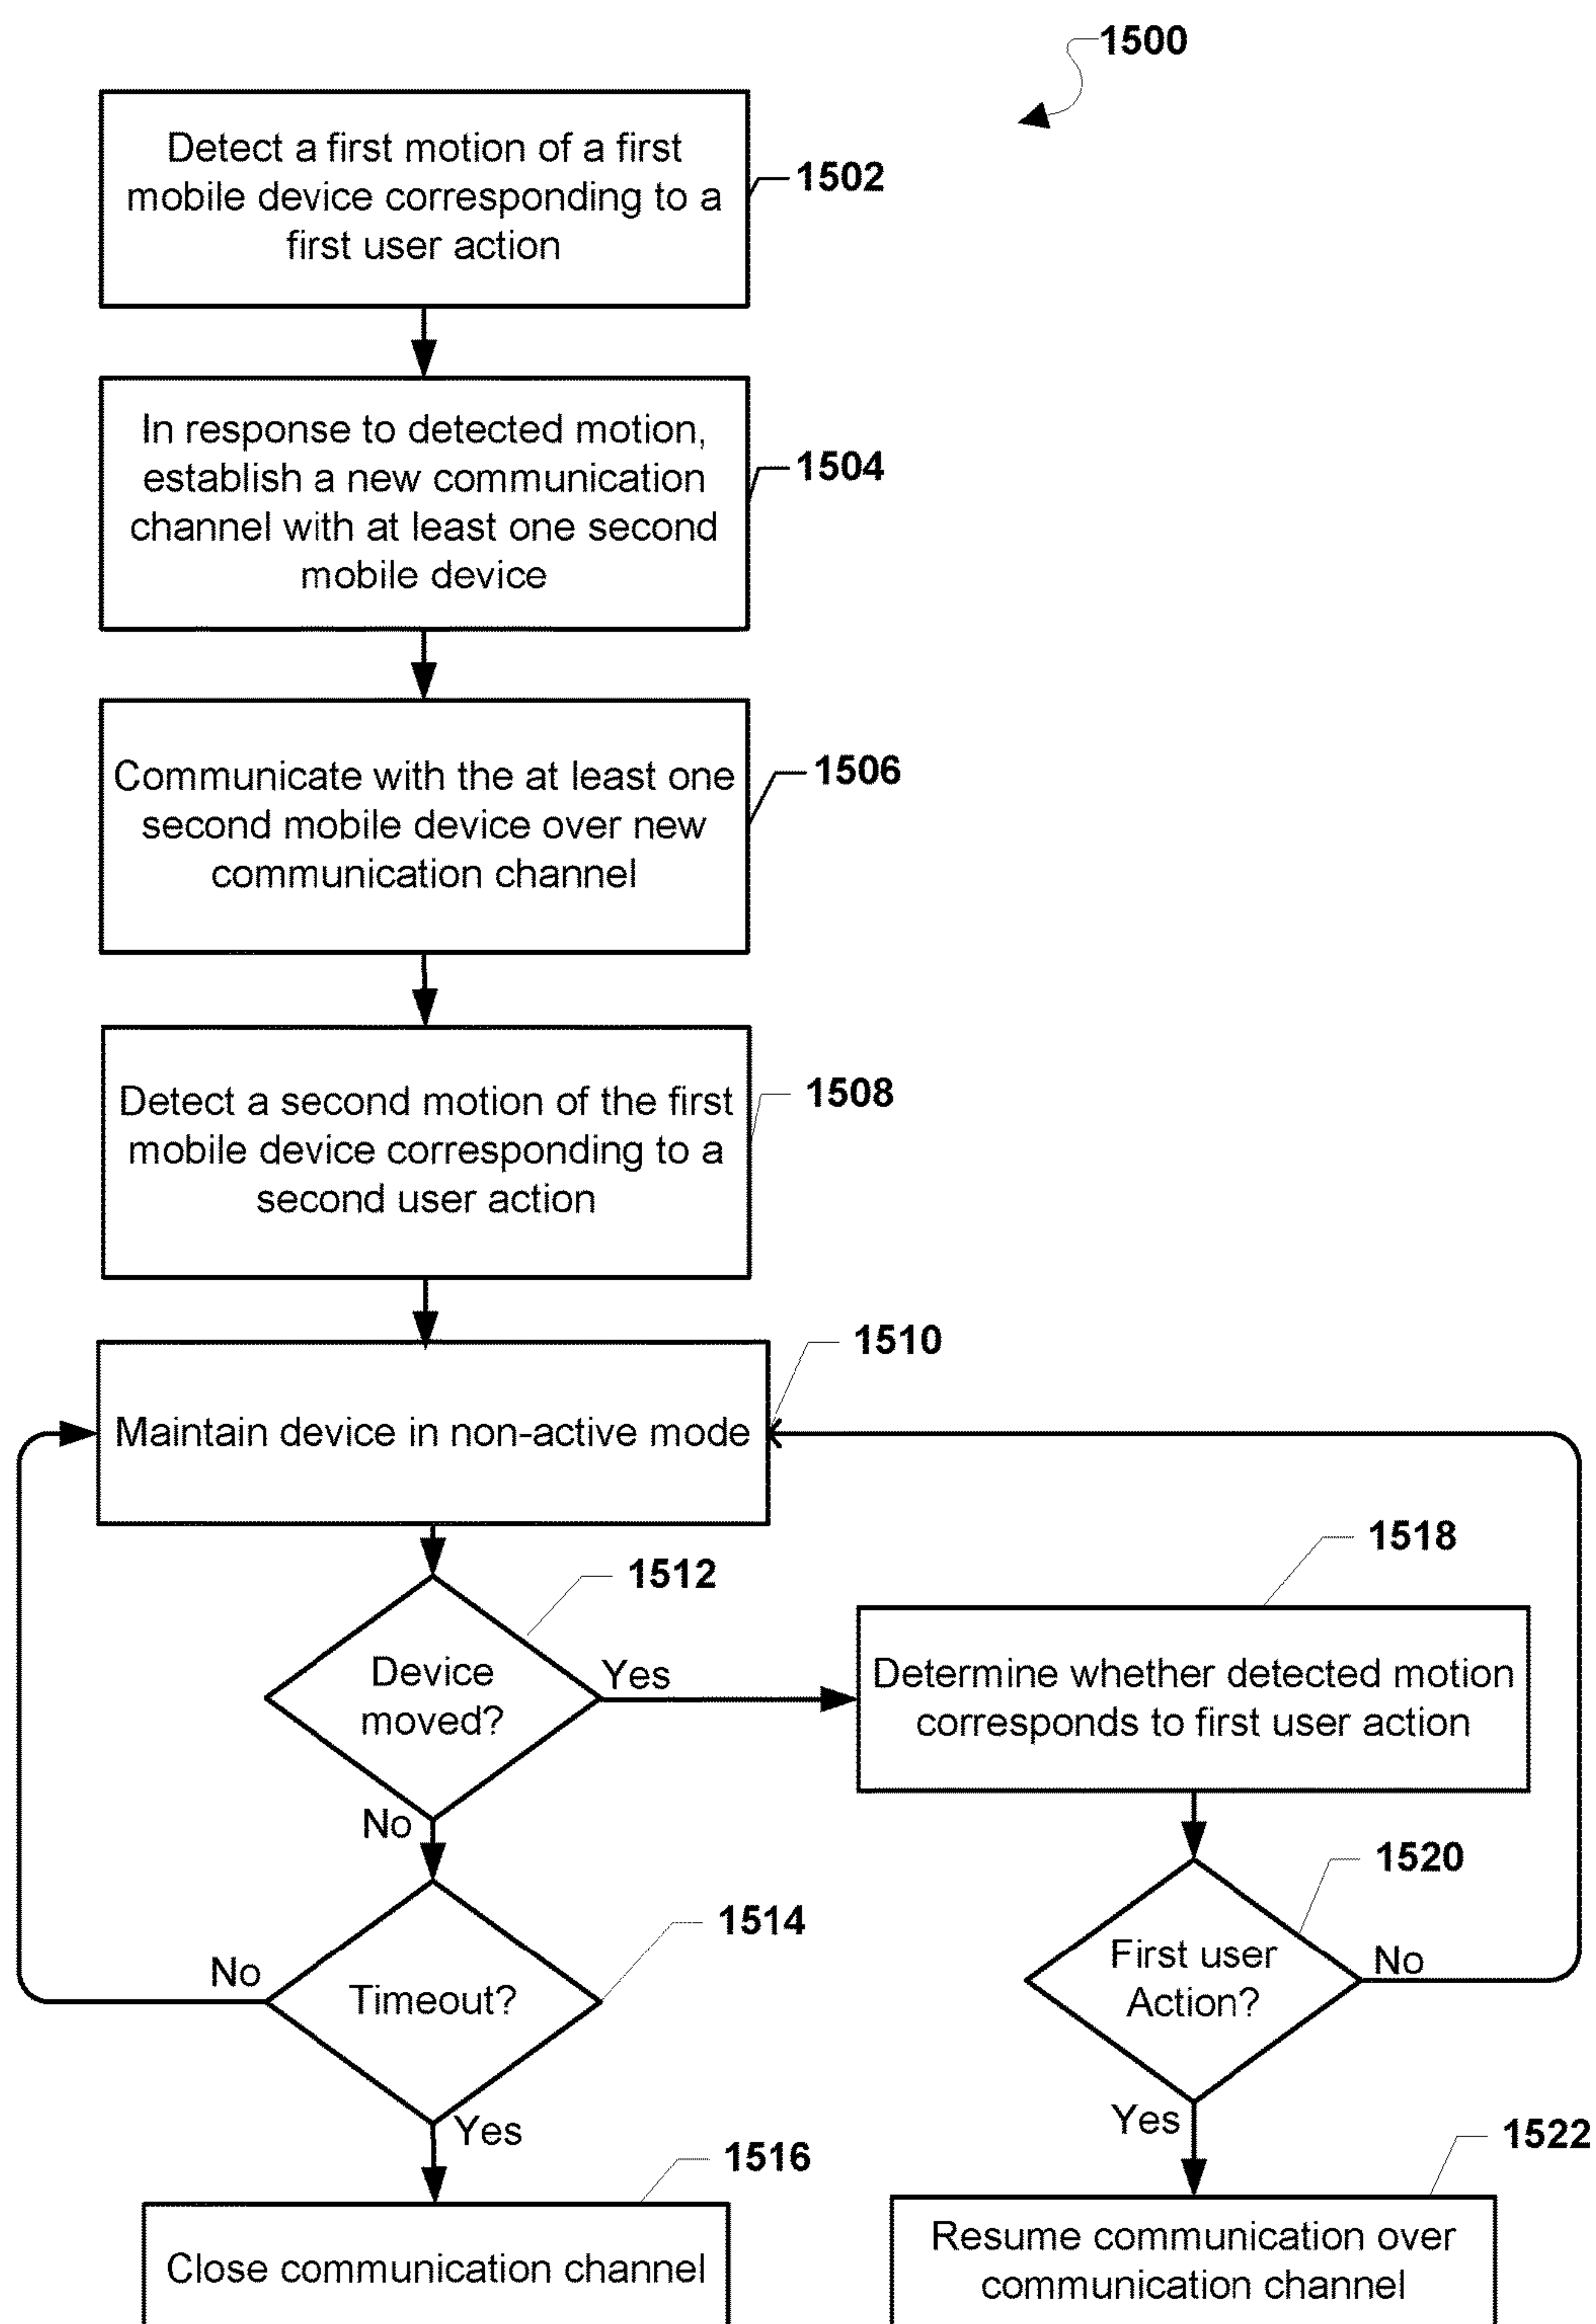 1500
Detect a first motion of a first
mobile device corresponding to a
first user action
1502
In response to detected motion,
establish a new communication
channel with at least one second
mobile device
1504
Communicate with the at least one
second mobile device over new
communication channel
1506
Detect a second motion of the first
mobile device corresponding to a
second user action
1508
Maintain device in non-active mode
1510
Device
moved?
1512
Yes
No
Determine whether detected motion
corresponds to first user action
1518
Timeout?
1514
No
Yes
First user
Action?
1520
No
Yes
Close communication channel
1516
Resume communication over
communication channel
1522